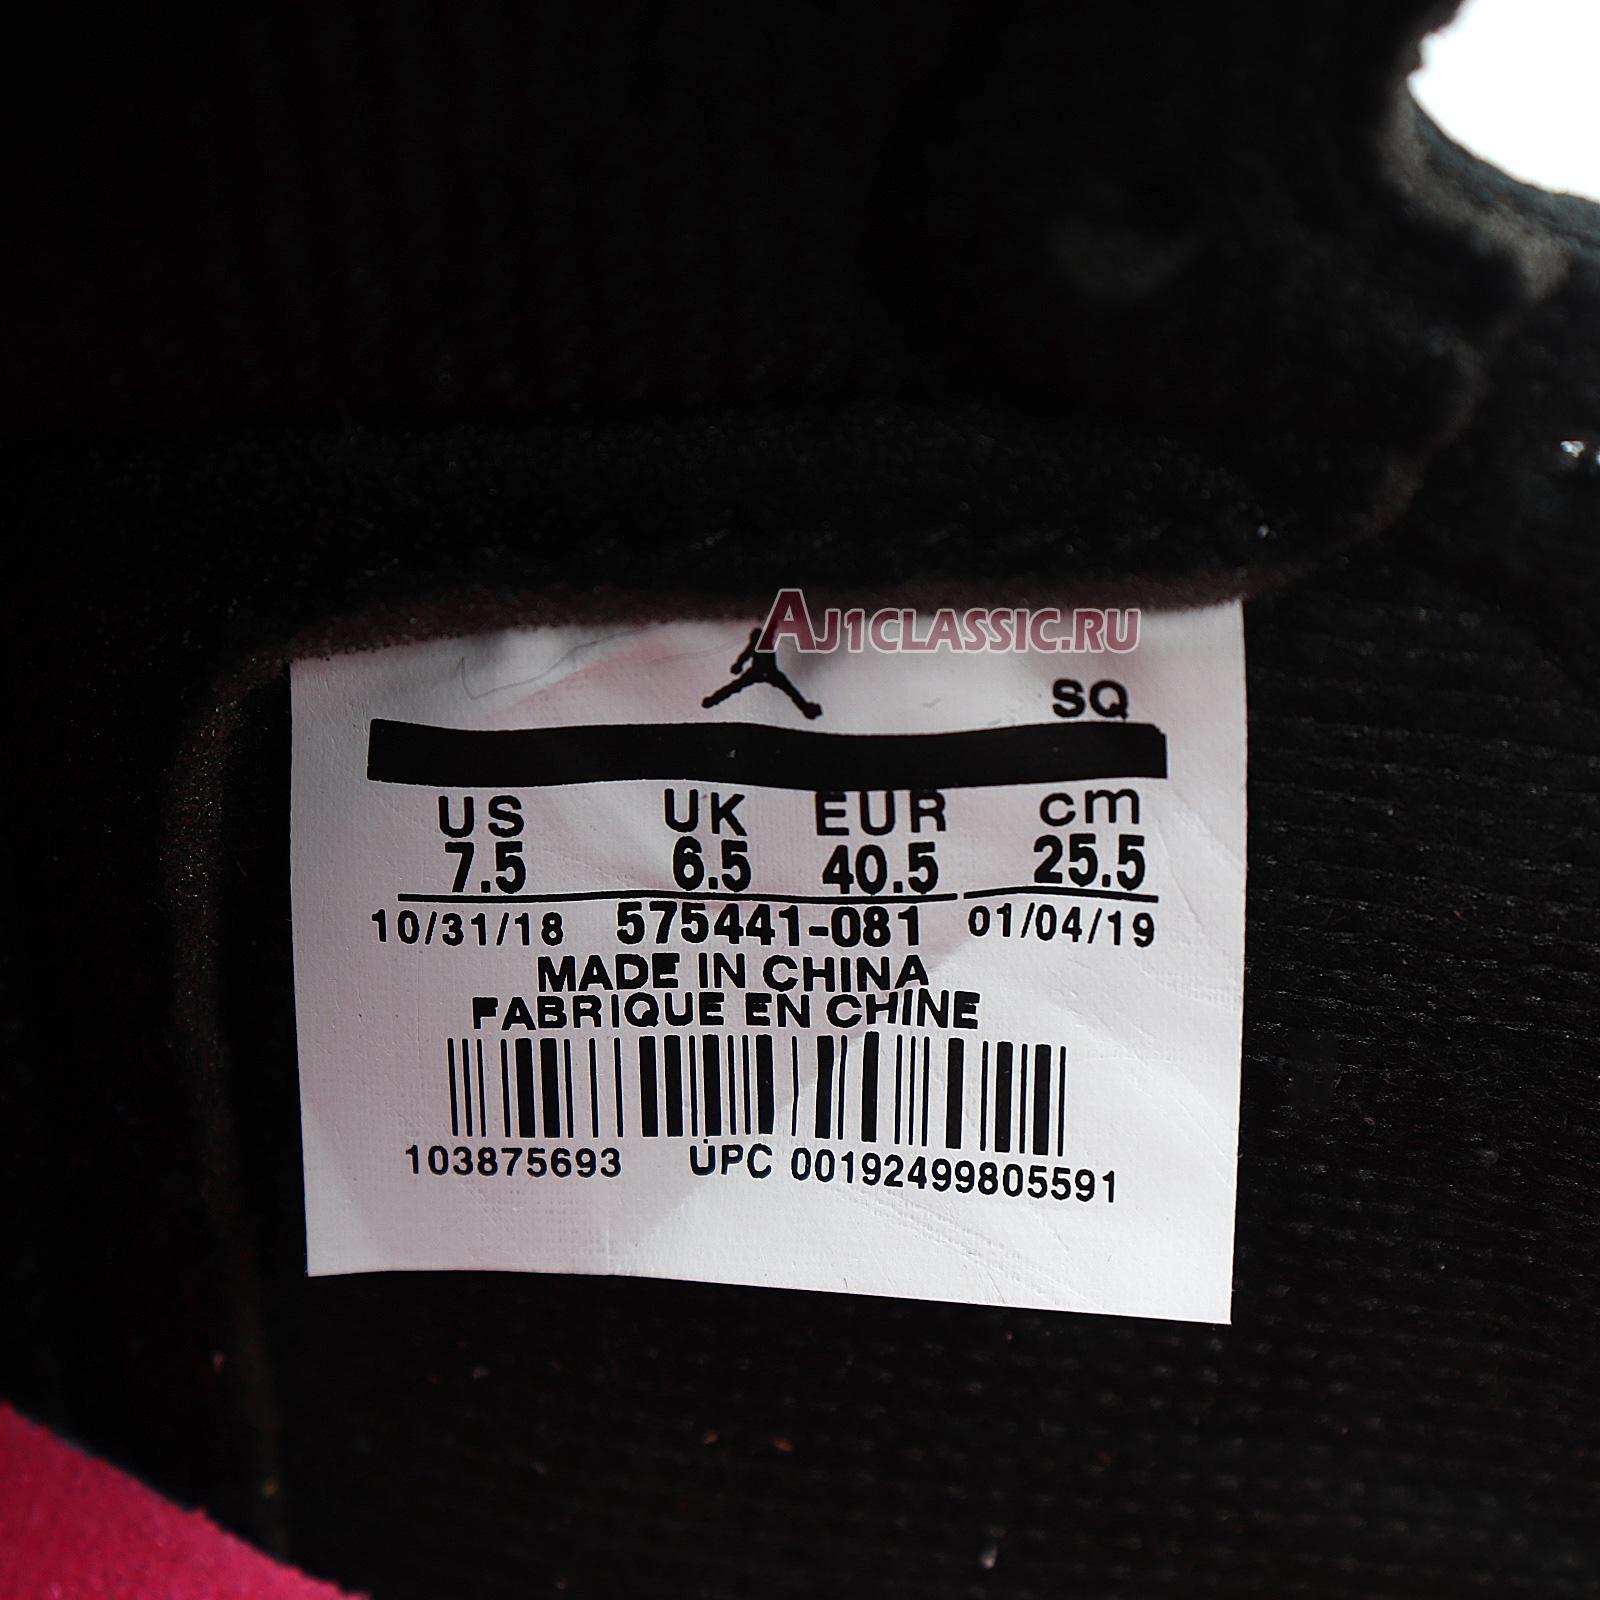 AJ1CLASSIC.RU
SQ
US UK EUR cm
7.5 6.5 40.5 25.5
10/31/18 575441-081 01/04/19
MADE IN CHINA
FABRIQUE EN CHINE
103875693 UPC 00192499805591